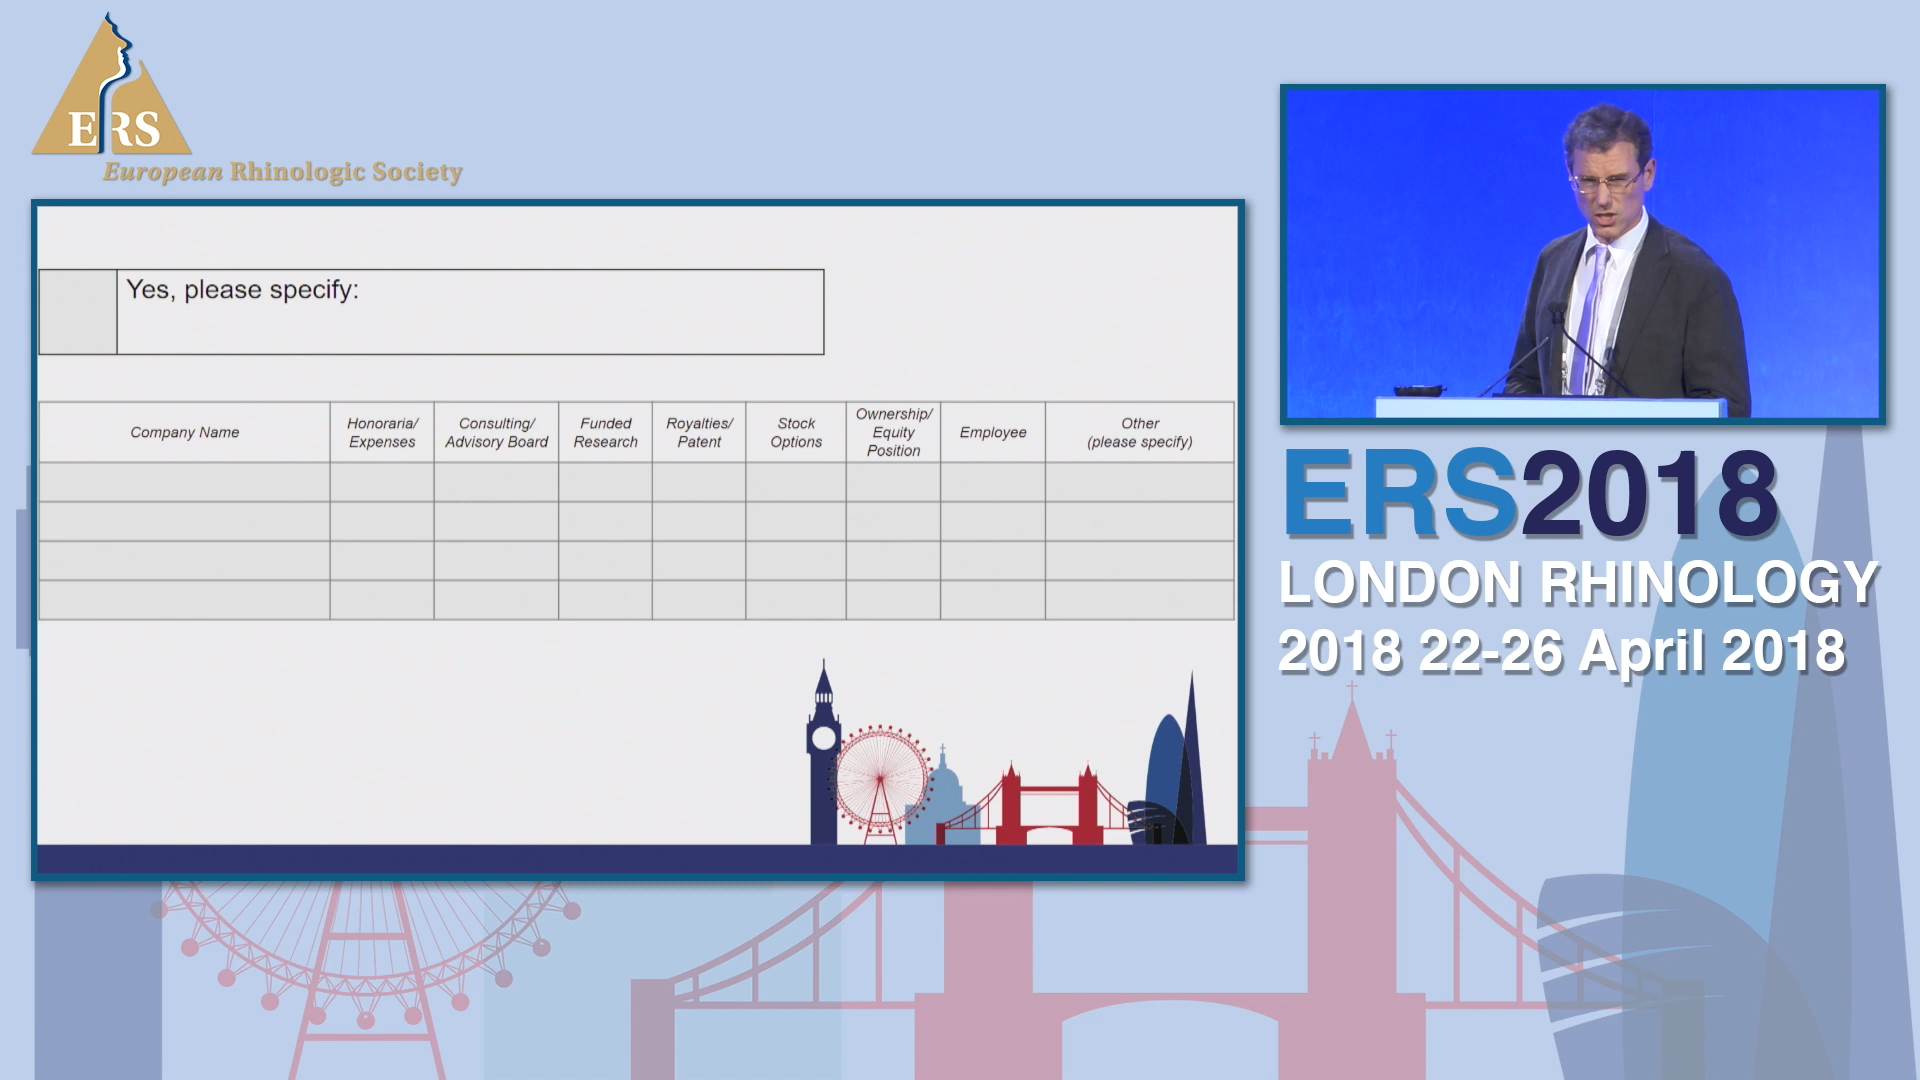 ERS
European Rhinologic Society
Yes, please specify:
Company Name
Honoraria/
Expenses
Consulting/
Advisory Board
Funded
Research
Royalties/
Patent
Stock
Options
Ownership/
Equity
Position
Employee
Other
(please specify)
ERS2018
LONDON RHINOLOGY
2018 22-26 April 2018